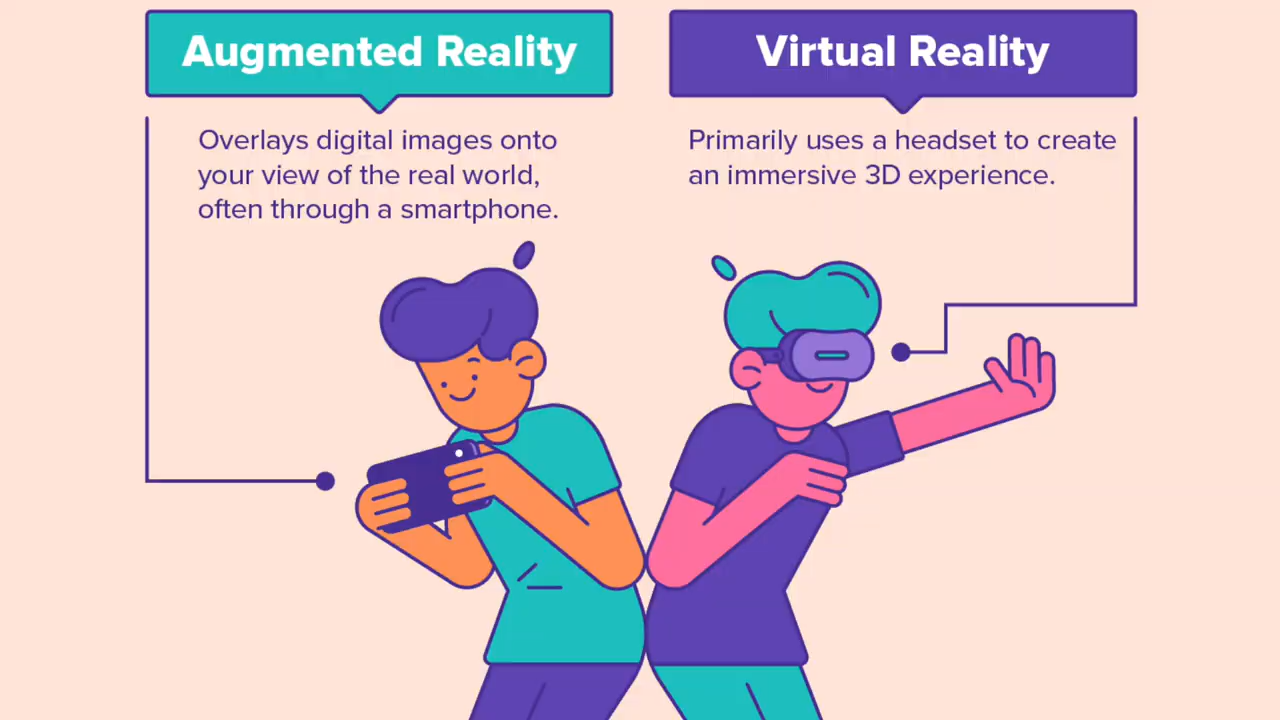 Augmented Reality
Overlays digital images onto
your view of the real world,
often through a smartphone.
Virtual Reality
Primarily uses a headset to create
an immersive 3D experience.